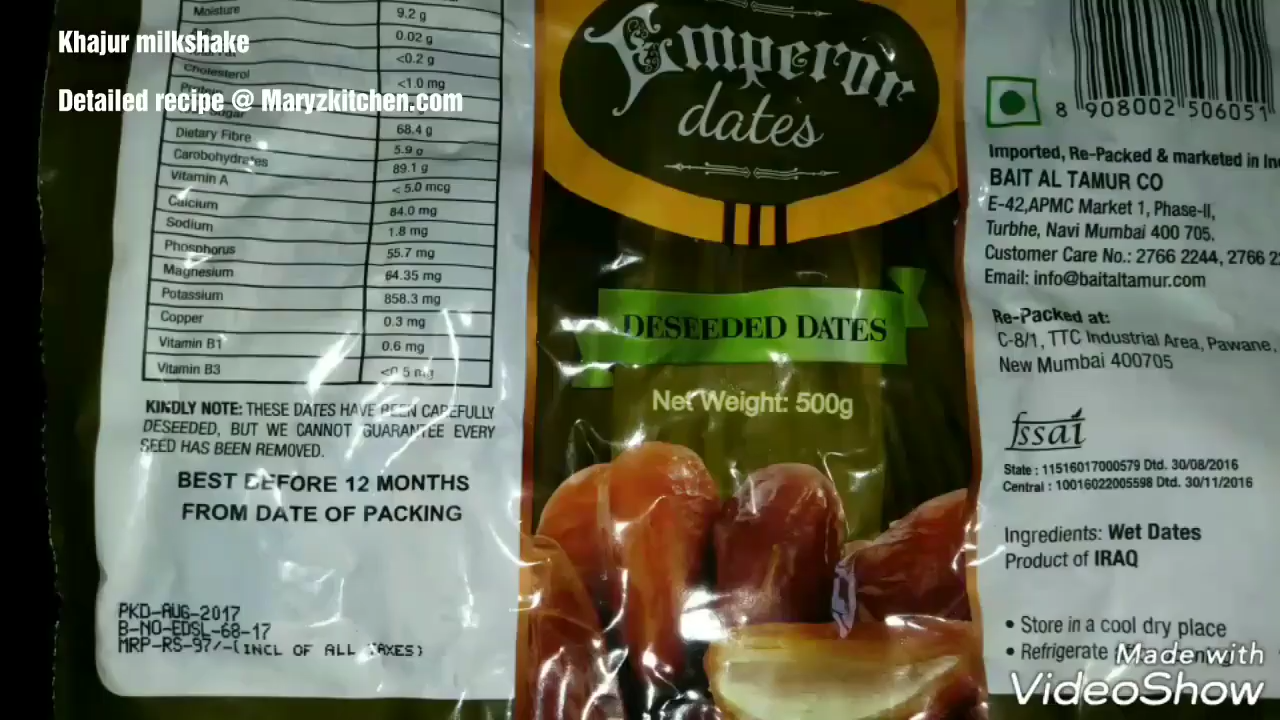 Khajur milkshake
Detailed recipe @ Maryzkitchen.com
Moisture 9.2 g
0.02 g
<0.2 g
Cholesterol <1.0 mg
Sugar 68.4 g
Dietary Fibre 5.9 g
Carobohydrates 89.1 g
Vitamin A < 5.0 mcg
Calcium 84.0 mg
Sodium 1.8 mg
Phosphorus 55.7 mg
Magnesium 64.35 mg
Potassium 858.3 mg
Copper 0.3 mg
Vitamin B1 0.6 mg
Vitamin B3 <0.5 mg
KINDLY NOTE: THESE DATES HAVE BEEN CAREFULLY
DESEEDED, BUT WE CANNOT GUARANTEE EVERY
SEED HAS BEEN REMOVED.
BEST BEFORE 12 MONTHS
FROM DATE OF PACKING
PKD-AUG-2017
B-NO-EDSL-68-17
MRP-RS-97/-(INCL OF ALL TAXES)
Emperor
dates
DESEEDED DATES
Net Weight: 500g
8 908002 506051
Imported, Re-Packed & marketed in
BAIT AL TAMUR CO
E-42,APMC Market 1, Phase-II,
Turbhe, Navi Mumbai 400 705.
Customer Care No.: 2766 2244, 2766
Email: info@baitaltamur.com
Re-Packed at:
C-8/1, TTC Industrial Area, Pawane,
New Mumbai 400705
fssai
State : 11516017000579 Dtd. 30/08/2016
Central : 10016022005598 Dtd. 30/11/2016
Ingredients: Wet Dates
Product of IRAQ
• Store in a cool dry place
• Refrigerate
Made with
VideoShow